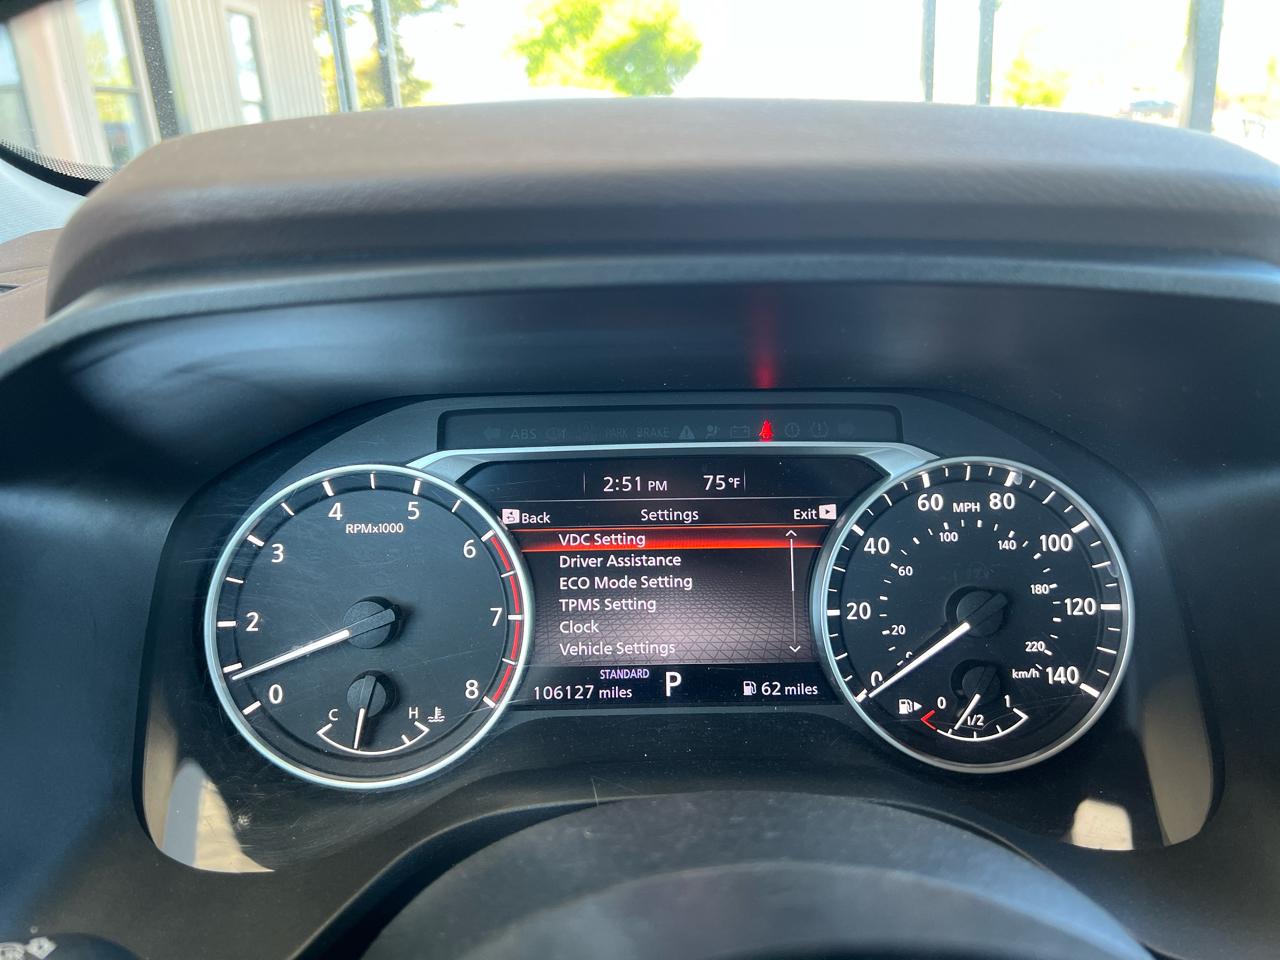 ABS PARK BRAKE
2:51 PM 75°F
Back Settings Exit
VDC Setting
Driver Assistance
ECO Mode Setting
TPMS Setting
Clock
Vehicle Settings
STANDARD
106127 miles P 62 miles
RPMx1000
0 2 3 4 5 6 7 8
C H
MPH
0 20 40 60 80 100 120 140
20 60 100 140 180 220
km/h
0 1/2 1